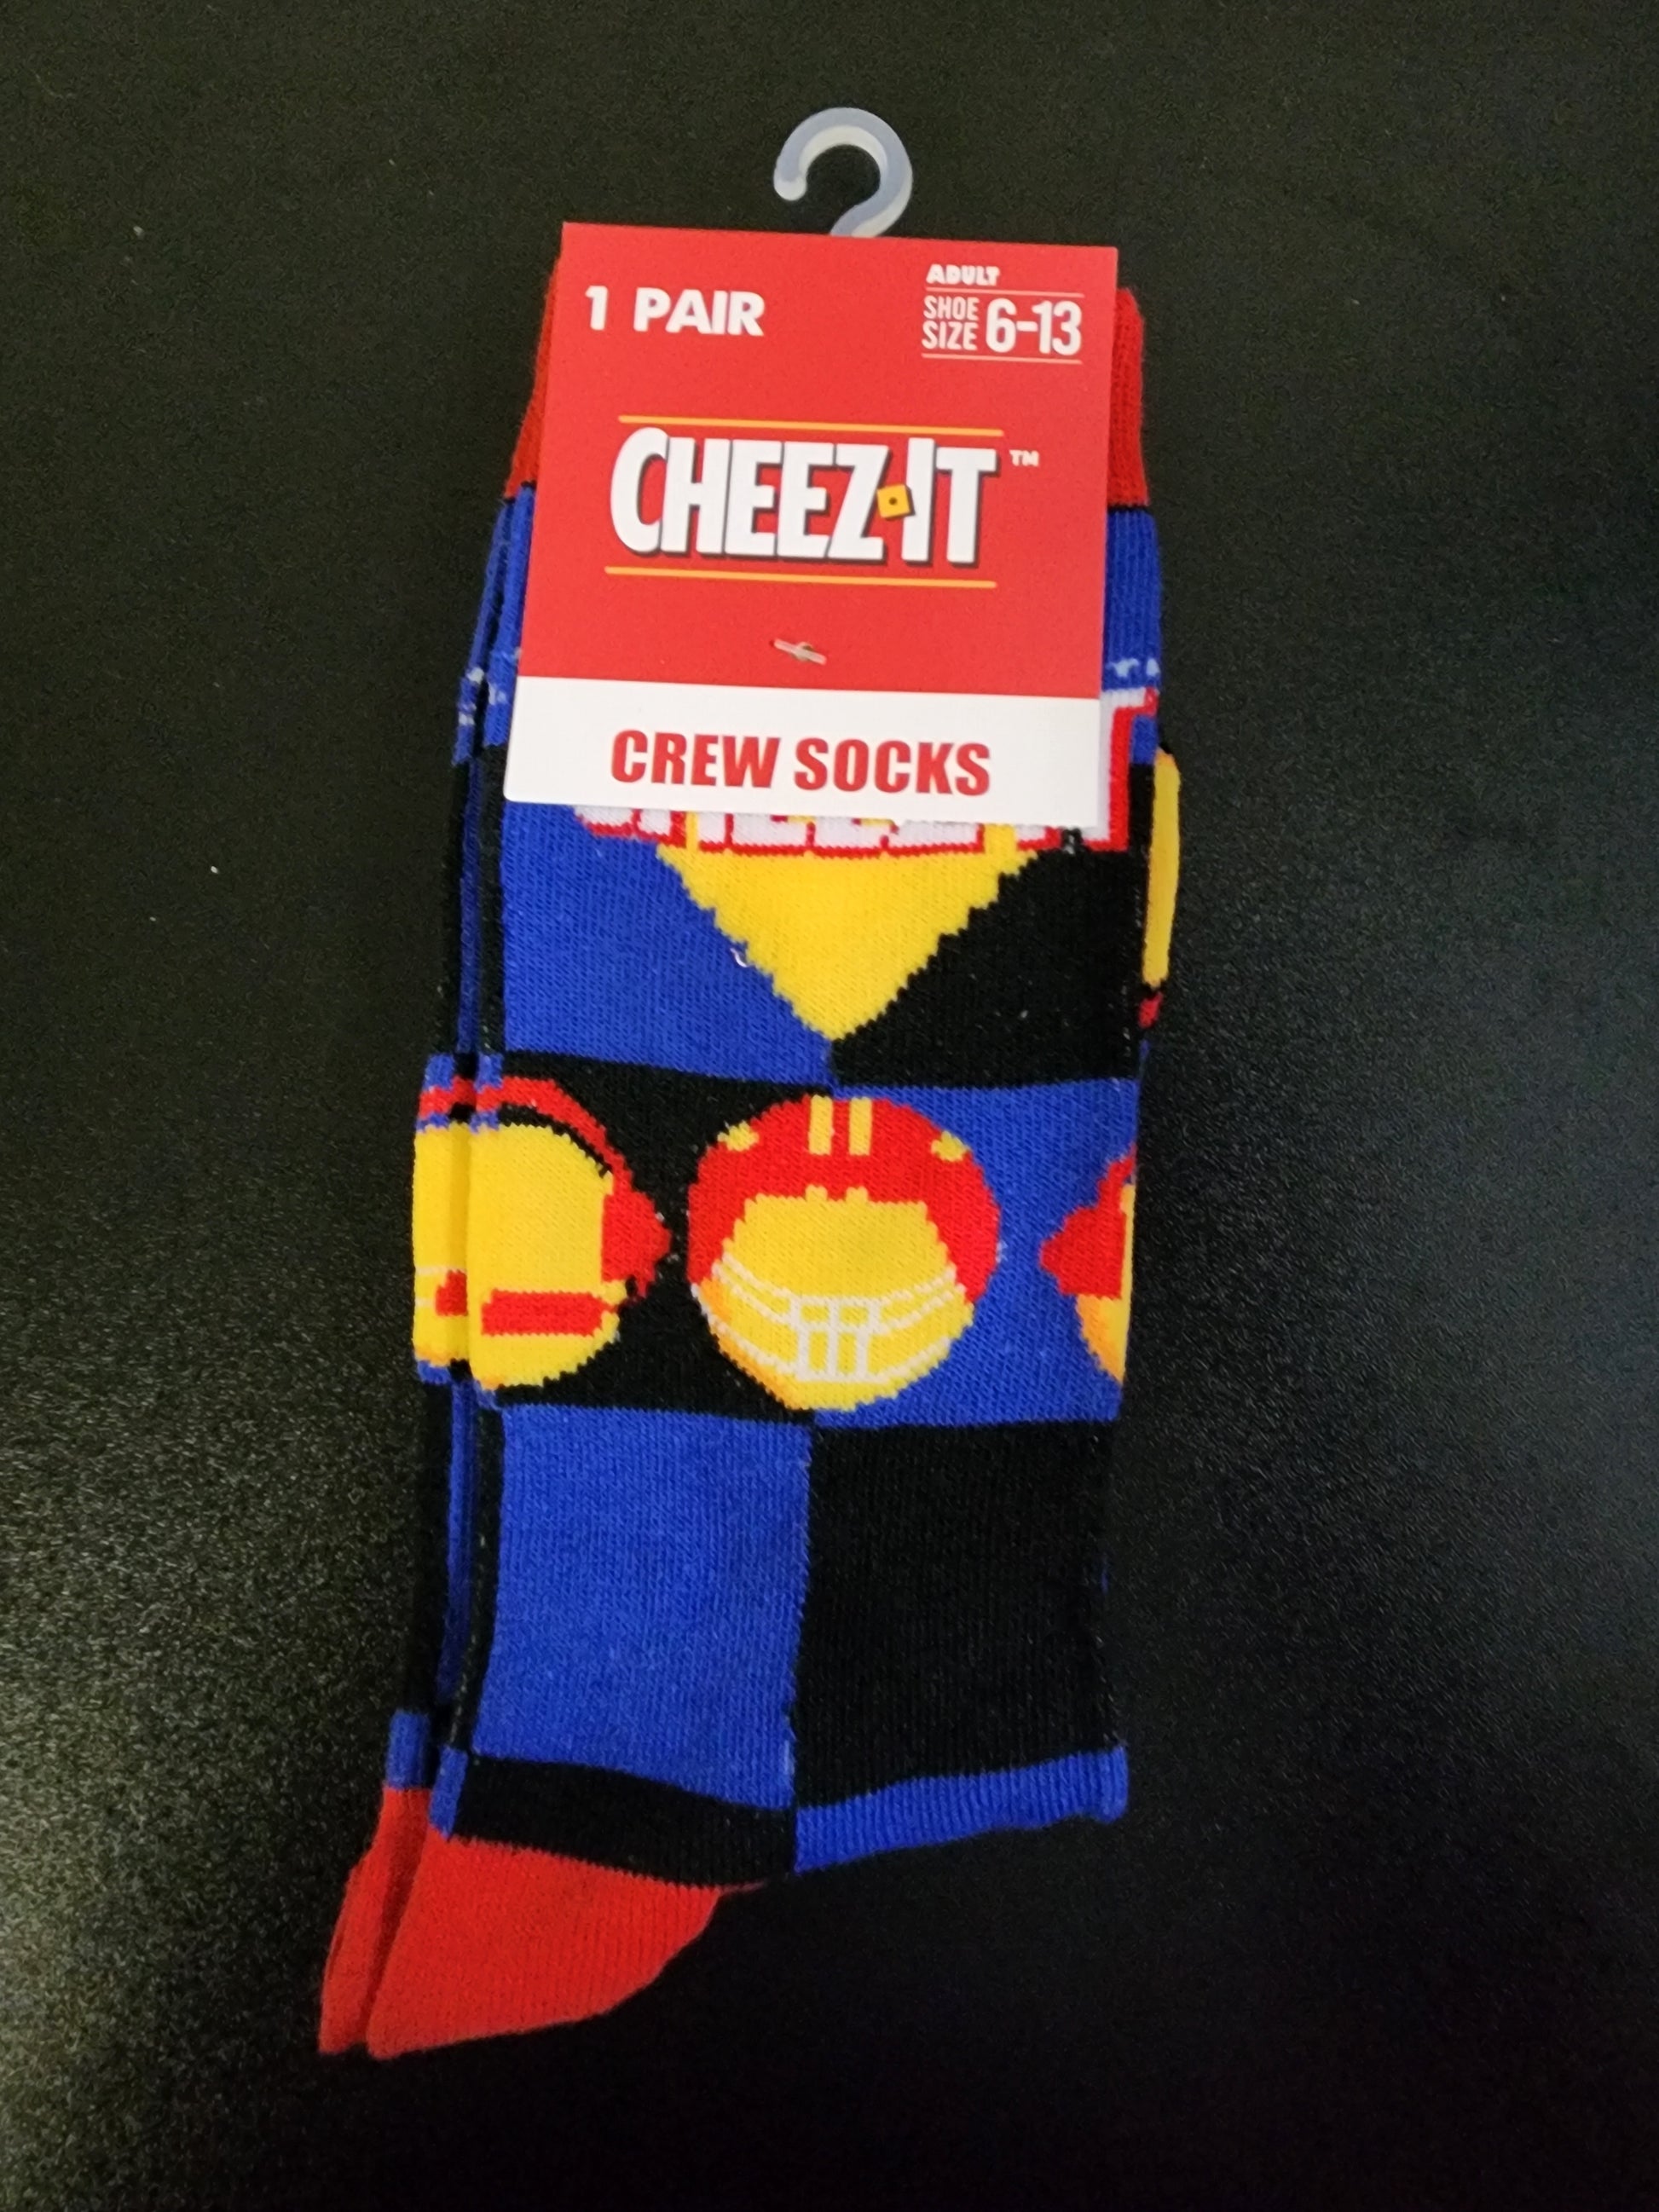 1 PAIR
ADULT
SHOE SIZE 6-13
CHEEZ-IT™
CREW SOCKS